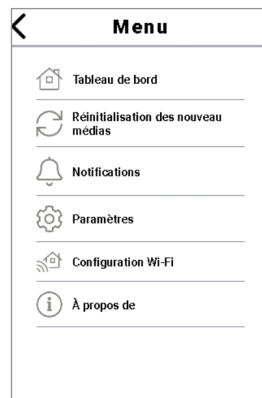 Menu
Tableau de bord
Réinitialisation des nouveau
médias
Notifications
Paramètres
Configuration Wi-Fi
À propos de